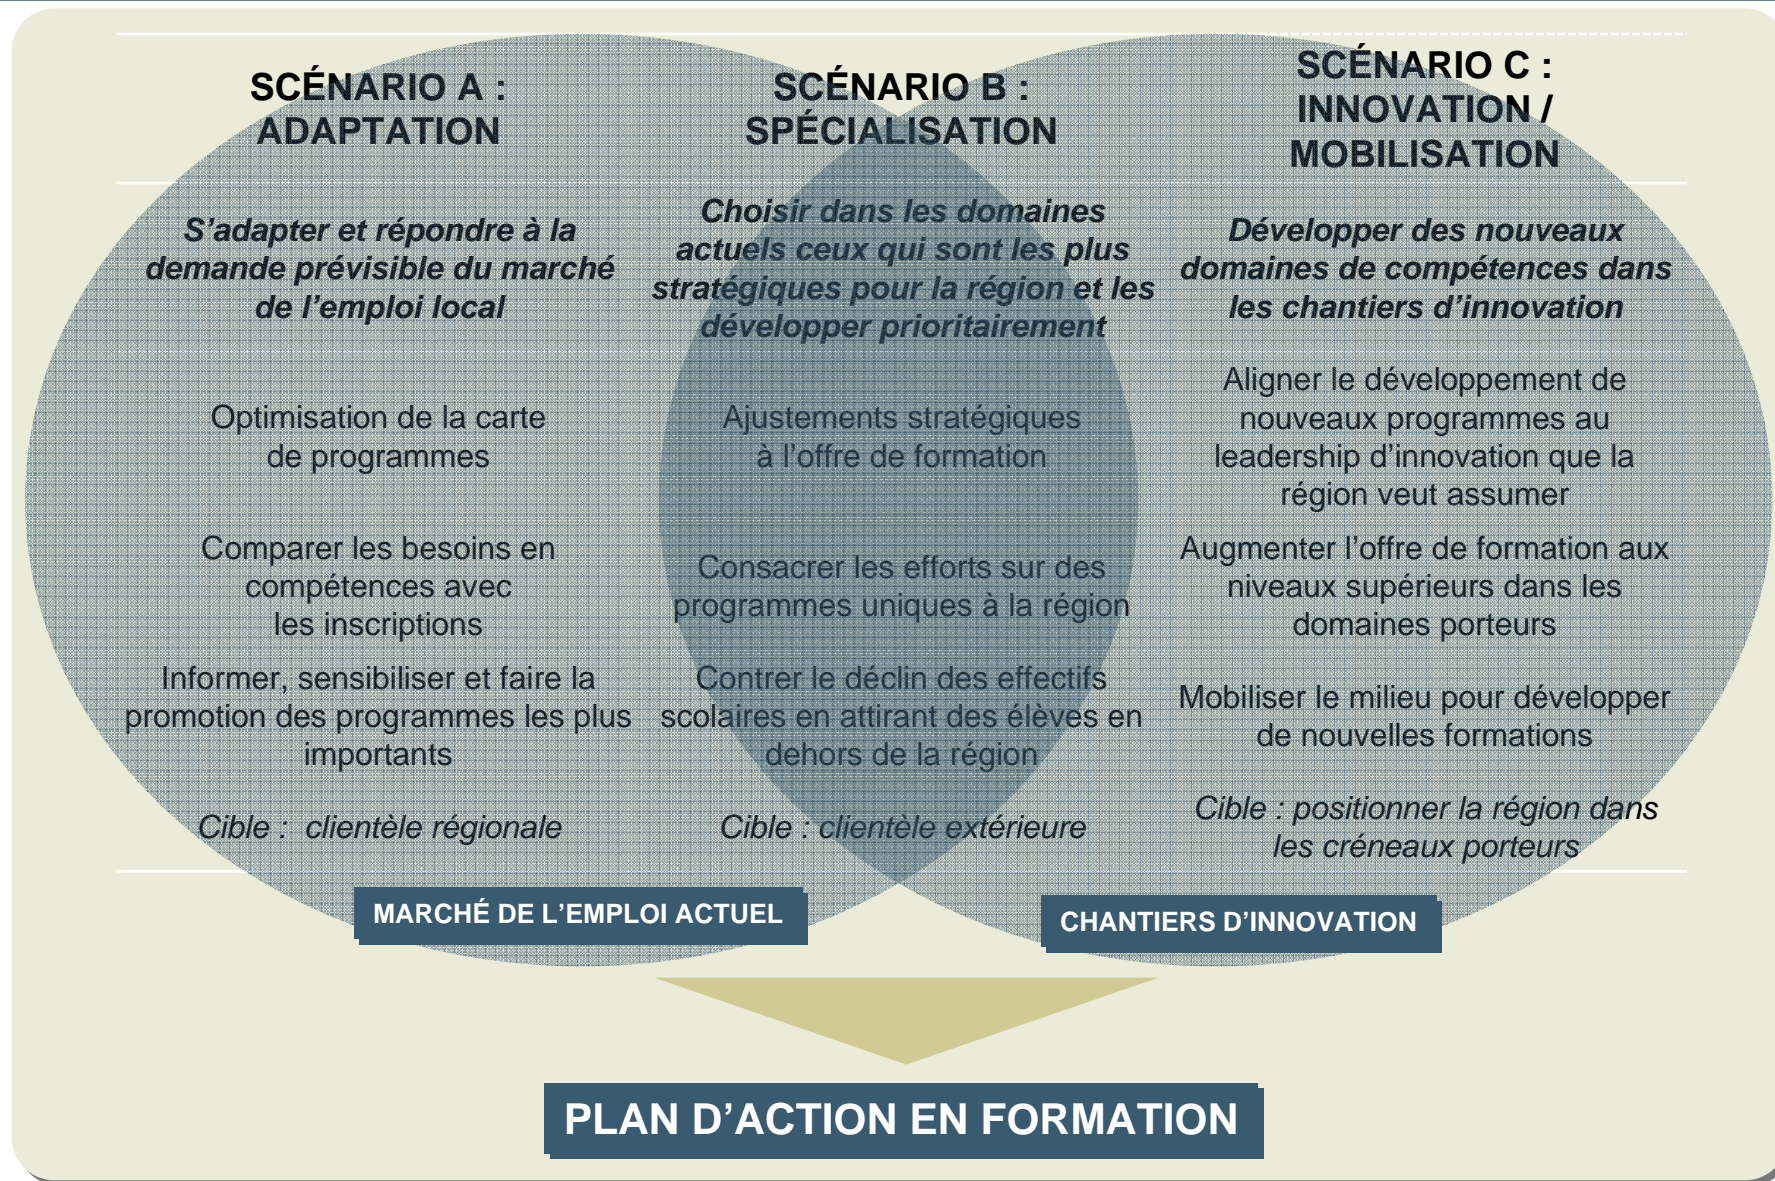 SCÉNARIO A :
ADAPTATION
SCÉNARIO B :
SPÉCIALISATION
SCÉNARIO C :
INNOVATION /
MOBILISATION
S’adapter et répondre à la
demande prévisible du marché
de l’emploi local
Choisir dans les domaines
actuels ceux qui sont les plus
stratégiques pour la région et les
développer prioritairement
Développer des nouveaux
domaines de compétences dans
les chantiers d’innovation
Optimisation de la carte
de programmes
Ajustements stratégiques
à l’offre de formation
Aligner le développement de
nouveaux programmes au
leadership d’innovation que la
région veut assumer
Comparer les besoins en
compétences avec
les inscriptions
Consacrer les efforts sur des
programmes uniques à la région
Augmenter l’offre de formation aux
niveaux supérieurs dans les
domaines porteurs
Informer, sensibiliser et faire la
promotion des programmes les plus
importants
Contrer le déclin des effectifs
scolaires en attirant des élèves en
dehors de la région
Mobiliser le milieu pour développer
de nouvelles formations
Cible :  clientèle régionale
Cible : clientèle extérieure
Cible : positionner la région dans
les créneaux porteurs
MARCHÉ DE L’EMPLOI ACTUEL
CHANTIERS D’INNOVATION
PLAN D’ACTION EN FORMATION